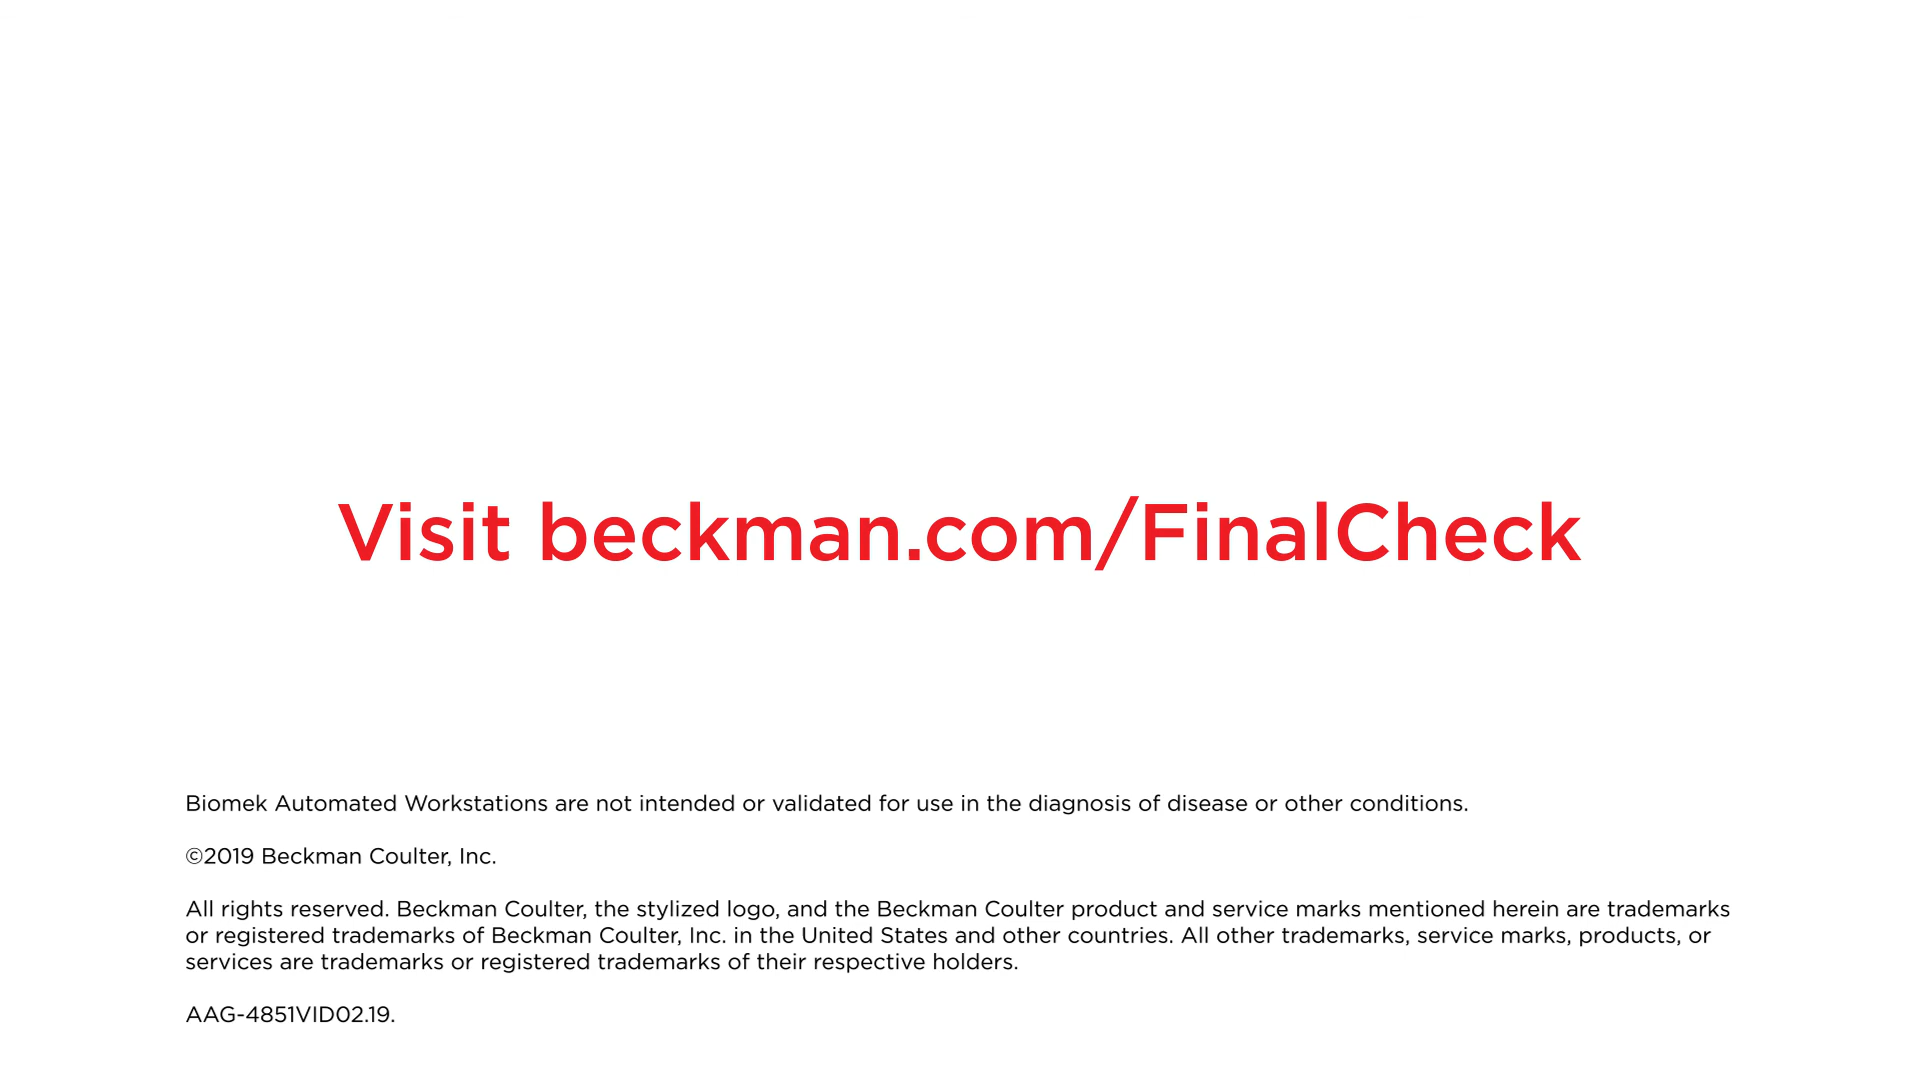 Visit beckman.com/FinalCheck
Biomek Automated Workstations are not intended or validated for use in the diagnosis of disease or other conditions.
©2019 Beckman Coulter, Inc.
All rights reserved. Beckman Coulter, the stylized logo, and the Beckman Coulter product and service marks mentioned herein are trademarks
or registered trademarks of Beckman Coulter, Inc. in the United States and other countries. All other trademarks, service marks, products, or
services are trademarks or registered trademarks of their respective holders.
AAG-4851VID02.19.